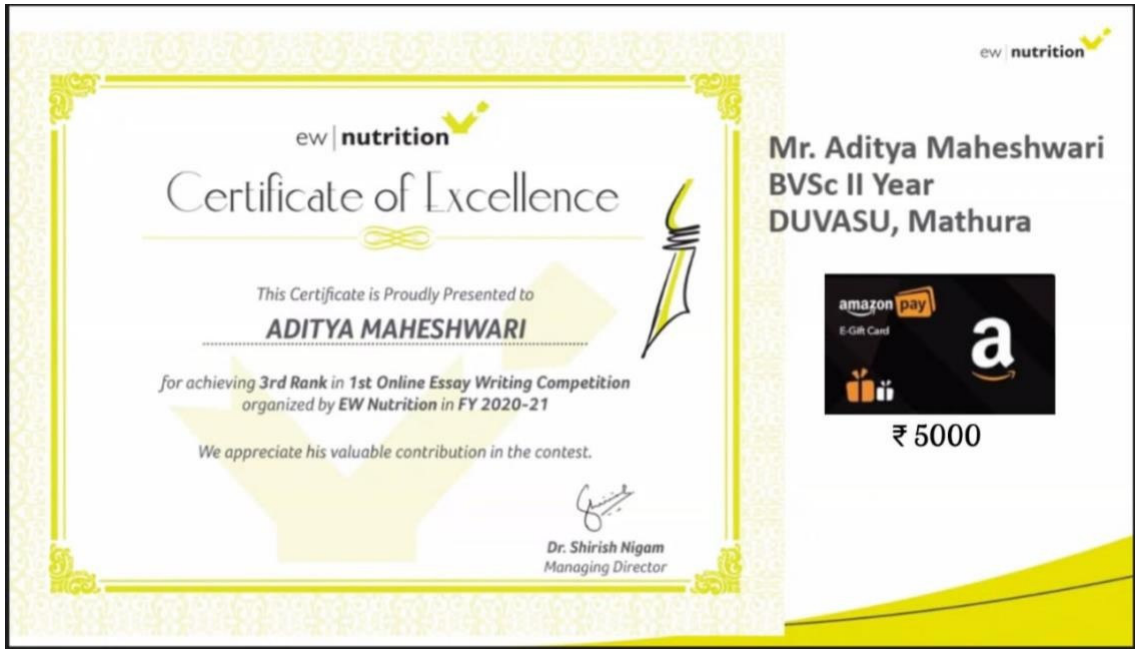 ew nutrition
Certificate of Excellence
This Certificate is Proudly Presented to
ADITYA MAHESHWARI
for achieving 3rd Rank in 1st Online Essay Writing Competition
organized by EW Nutrition in FY 2020-21
We appreciate his valuable contribution in the contest.
Dr. Shirish Nigam
Managing Director
ew nutrition
Mr. Aditya Maheshwari
BVSc II Year
DUVASU, Mathura
amazon pay
E-Gift Card
a
₹ 5000